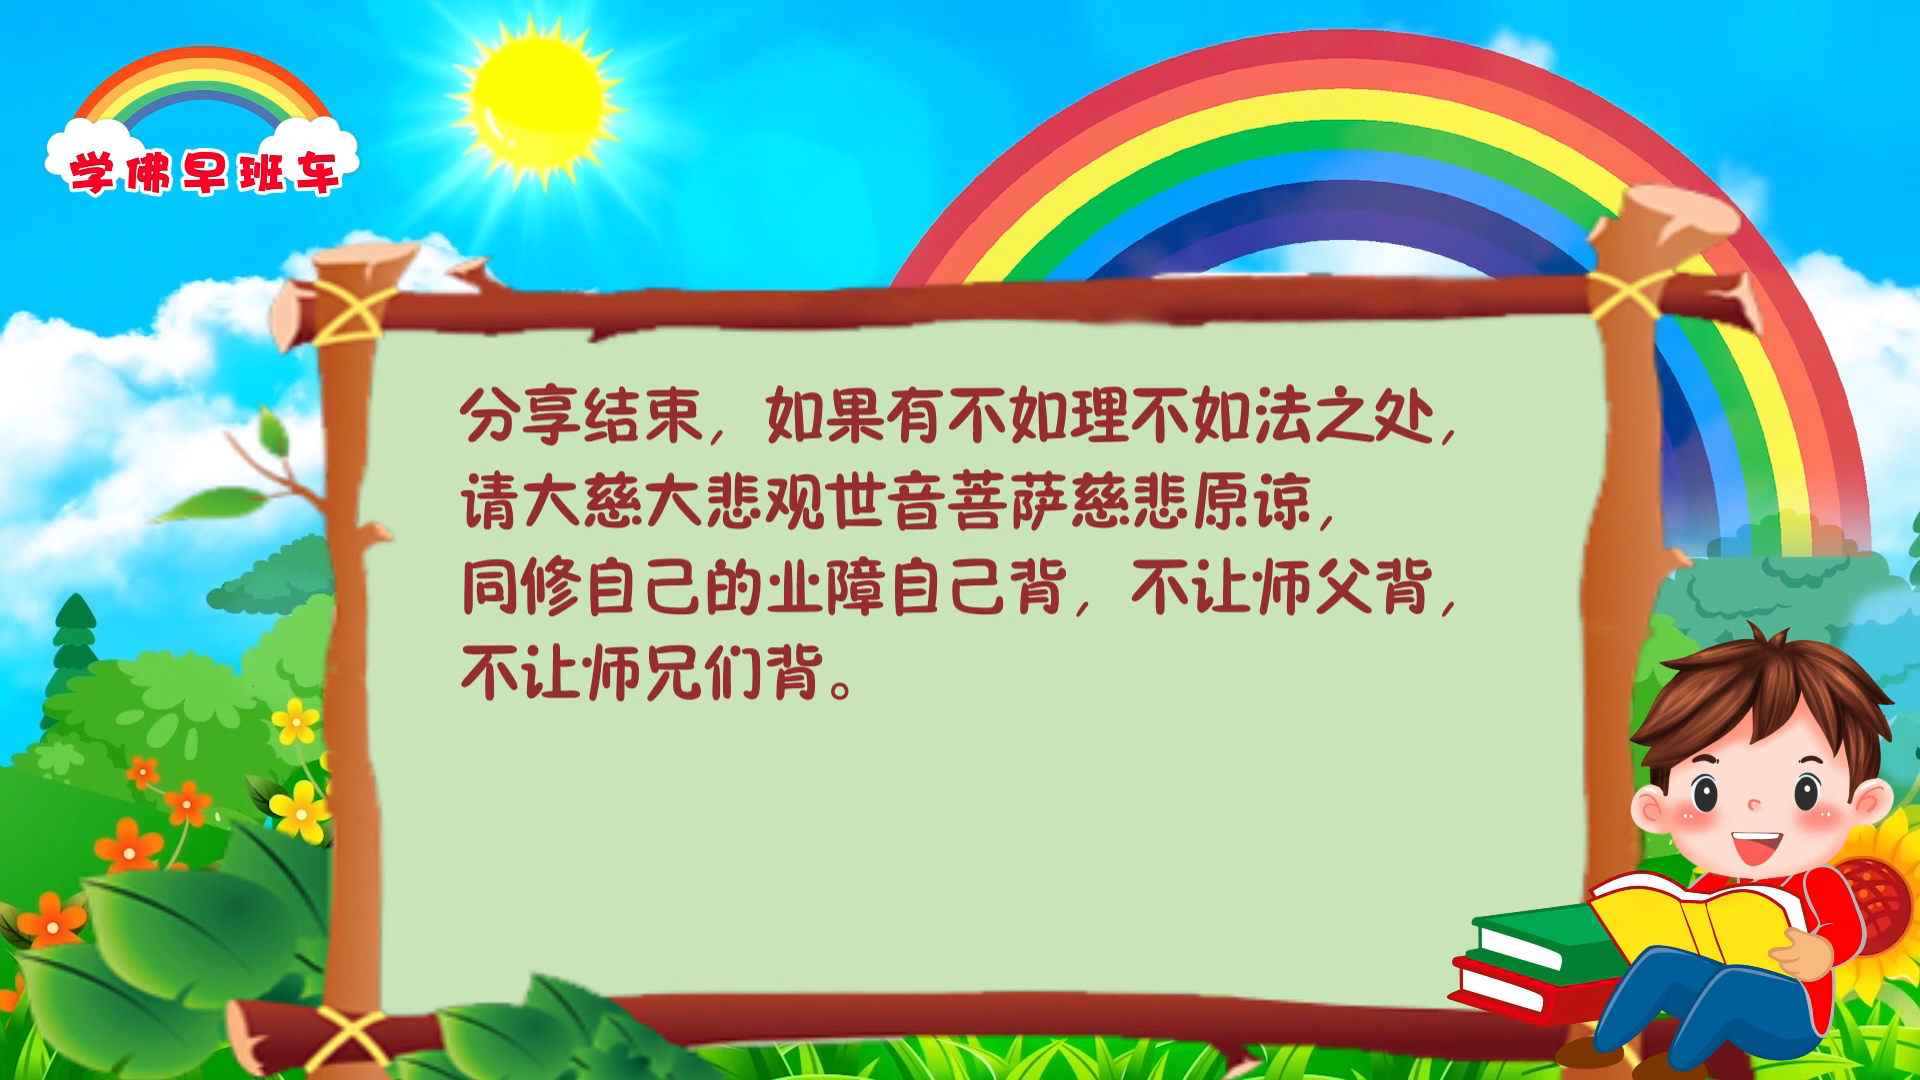 学佛早班车
分享结束，如果有不如理不如法之处，
请大慈大悲观世音菩萨慈悲原谅，
同修自己的业障自己背，不让师父背，
不让师兄们背。